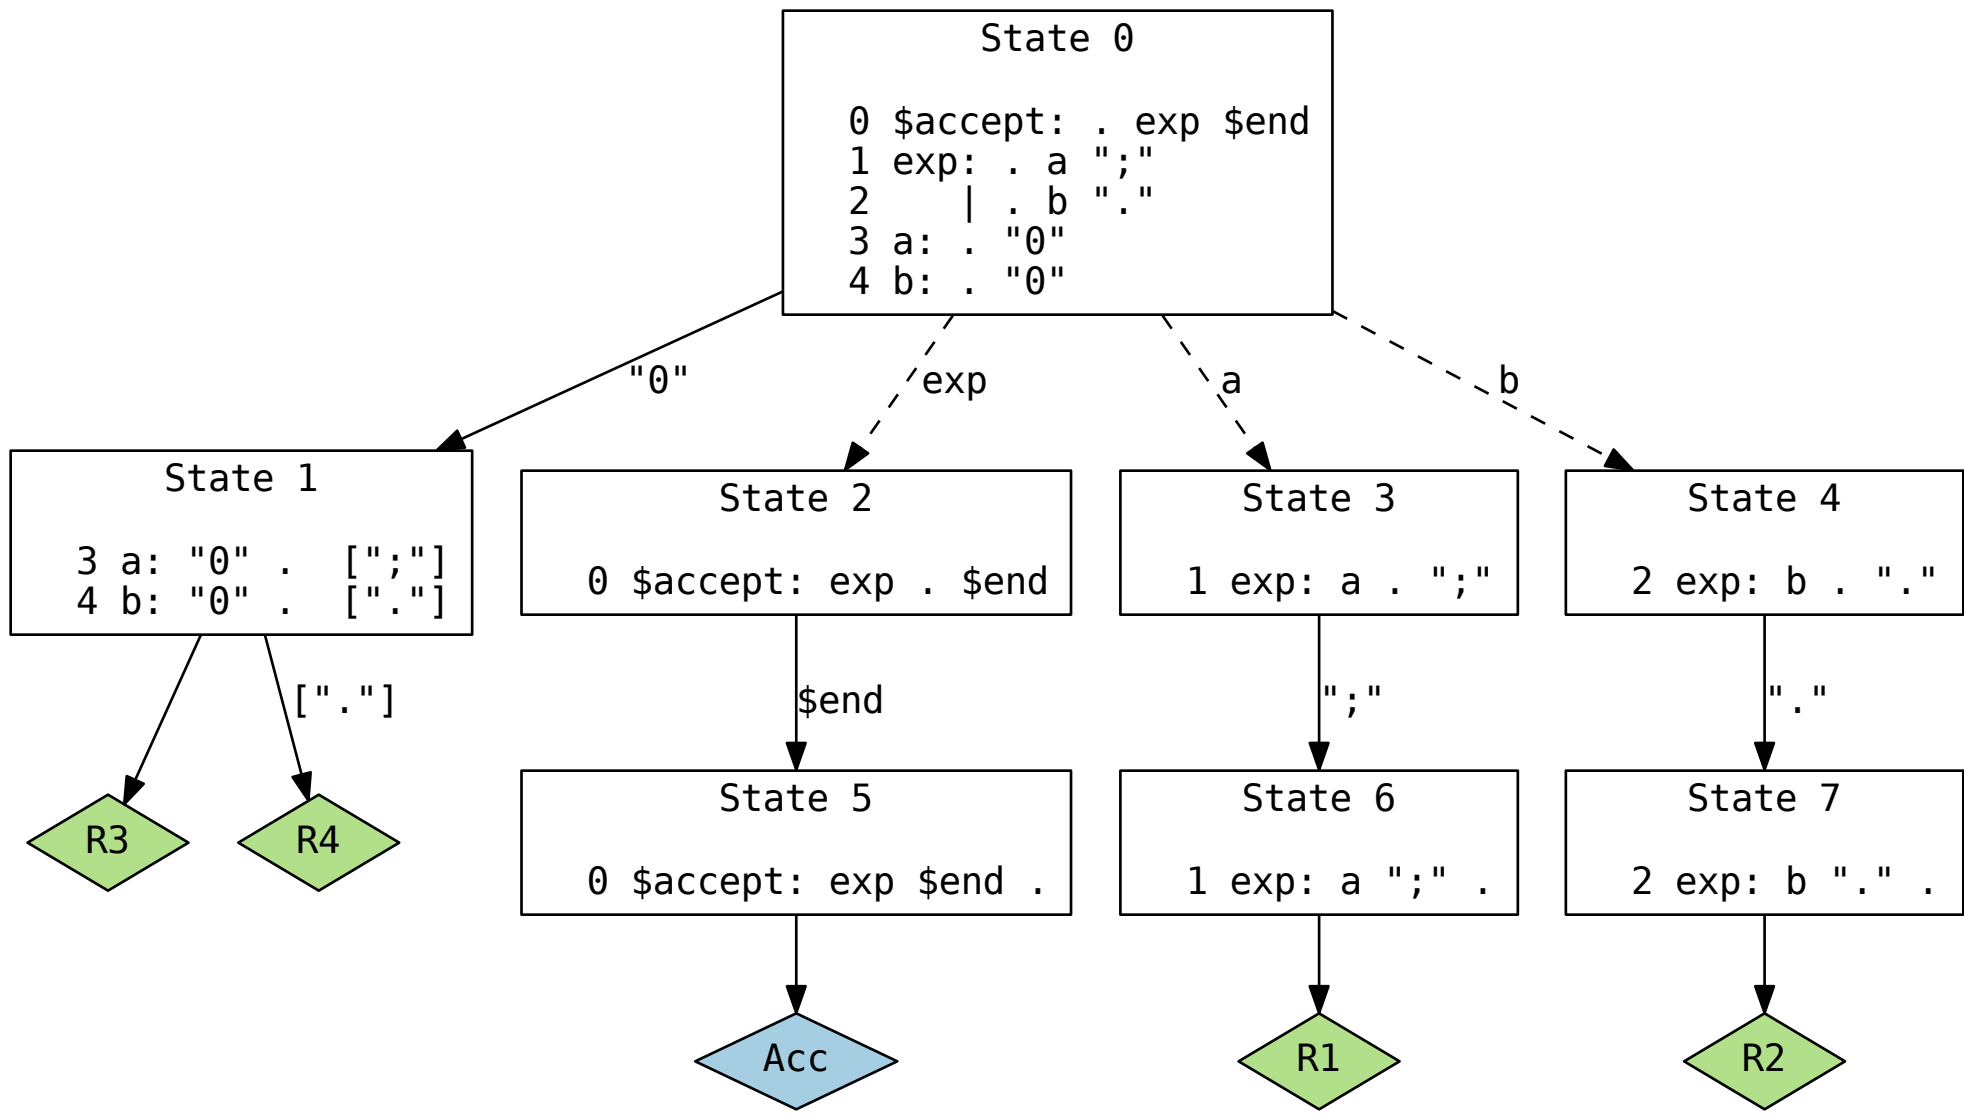 State 0
0 $accept: . exp $end
1 exp: . a ";"
2    | . b "."
3 a: . "0"
4 b: . "0"
"0"
exp
a
b
State 1
3 a: "0" .  [";"]
4 b: "0" .  ["."]
State 2
0 $accept: exp . $end
State 3
1 exp: a . ";"
State 4
2 exp: b . "."
["."]
$end
";"
"."
R3
R4
State 5
0 $accept: exp $end .
State 6
1 exp: a ";" .
State 7
2 exp: b "." .
Acc
R1
R2